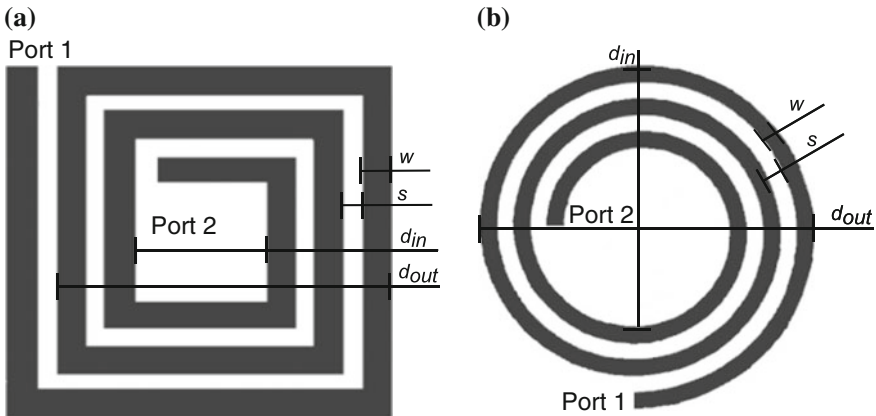 (a)
Port 1
w
s
Port 2
d_in
d_out
(b)
d_in
w
s
Port 2
d_out
Port 1